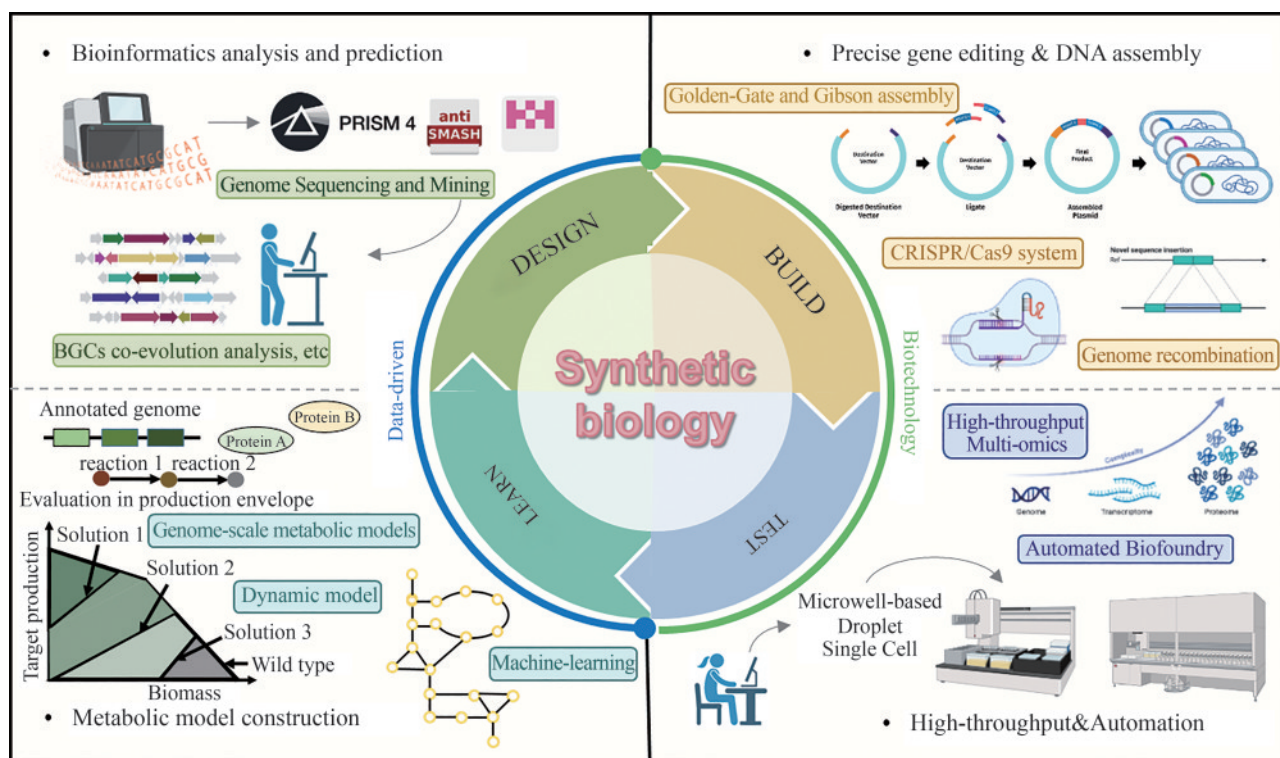 • Bioinformatics analysis and prediction
PRISM 4
anti
SMASH
ATATCATGCGCAT
Genome Sequencing and Mining
BGCs co-evolution analysis, etc
• Precise gene editing & DNA assembly
Golden-Gate and Gibson assembly
Destination
Vector
Digested Destination
Vector
Destination
Vector
Ligate
Final
Product
Assembled
Plasmid
CRISPR/Cas9 system
Novel sequence insertion
Ref
Genome recombination
DESIGN
BUILD
TEST
LEARN
Synthetic
biology
Data-driven
Biotechnology
Annotated genome
Protein B
Protein A
reaction 1
reaction 2
Evaluation in production envelope
Genome-scale metabolic models
Solution 1
Solution 2
Dynamic model
Solution 3
Wild type
Target production
Biomass
Machine-learning
• Metabolic model construction
High-throughput
Multi-omics
Complexity
Genome
Transcriptome
Proteome
Automated Biofoundry
Microwell-based
Droplet
Single Cell
• High-throughput&Automation